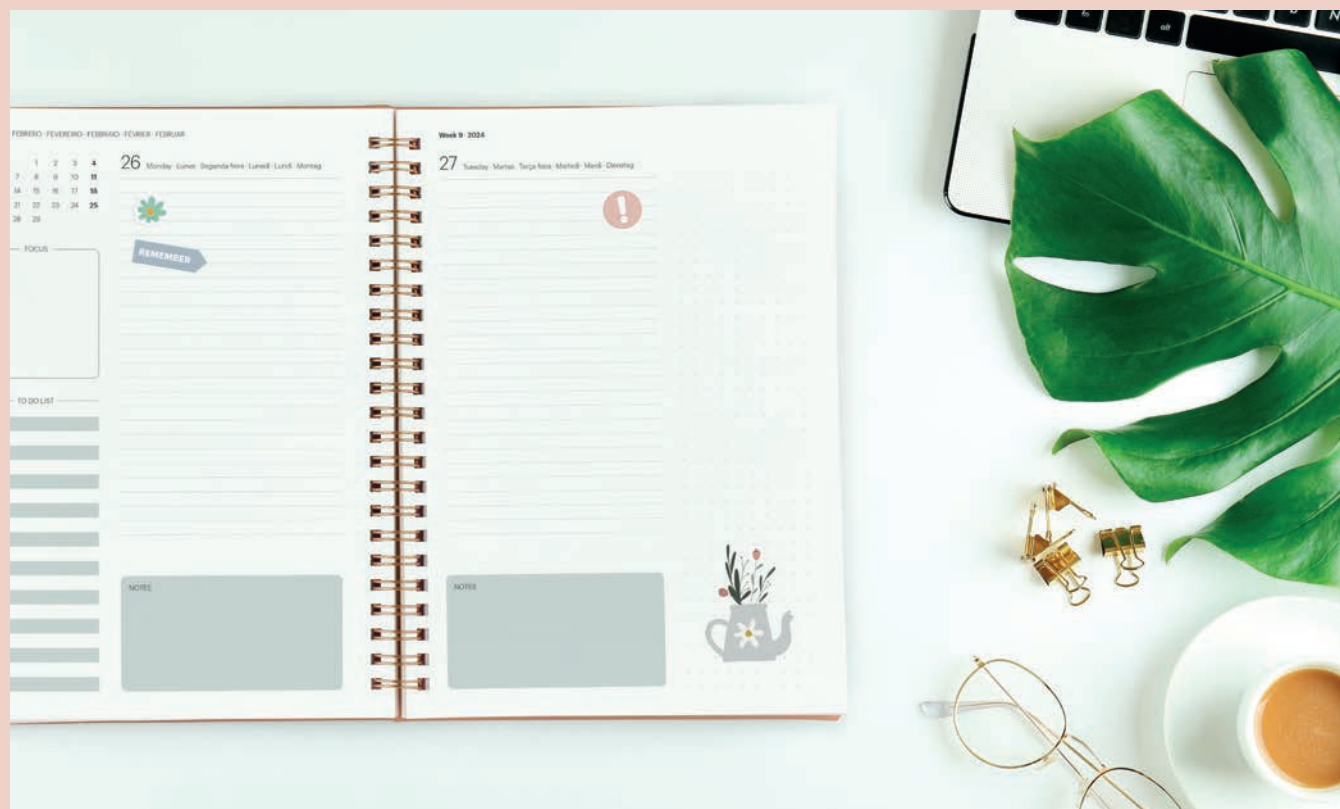 FEBRERO · FEVEREIRO · FEBBRAIO · FÉVRIER · FEBRUAR
1 2 3 4
7 8 9 10 11
14 15 16 17 18
21 22 23 24 25
28 29
FOCUS
TO DO LIST
26 Monday · Lunes · Segunda feira · Lunedì · Lundi · Montag
REMEMBER
NOTES
Week 9 · 2024
27 Tuesday · Martes · Terça feira · Martedì · Mardi · Dienstag
!
NOTES
alt